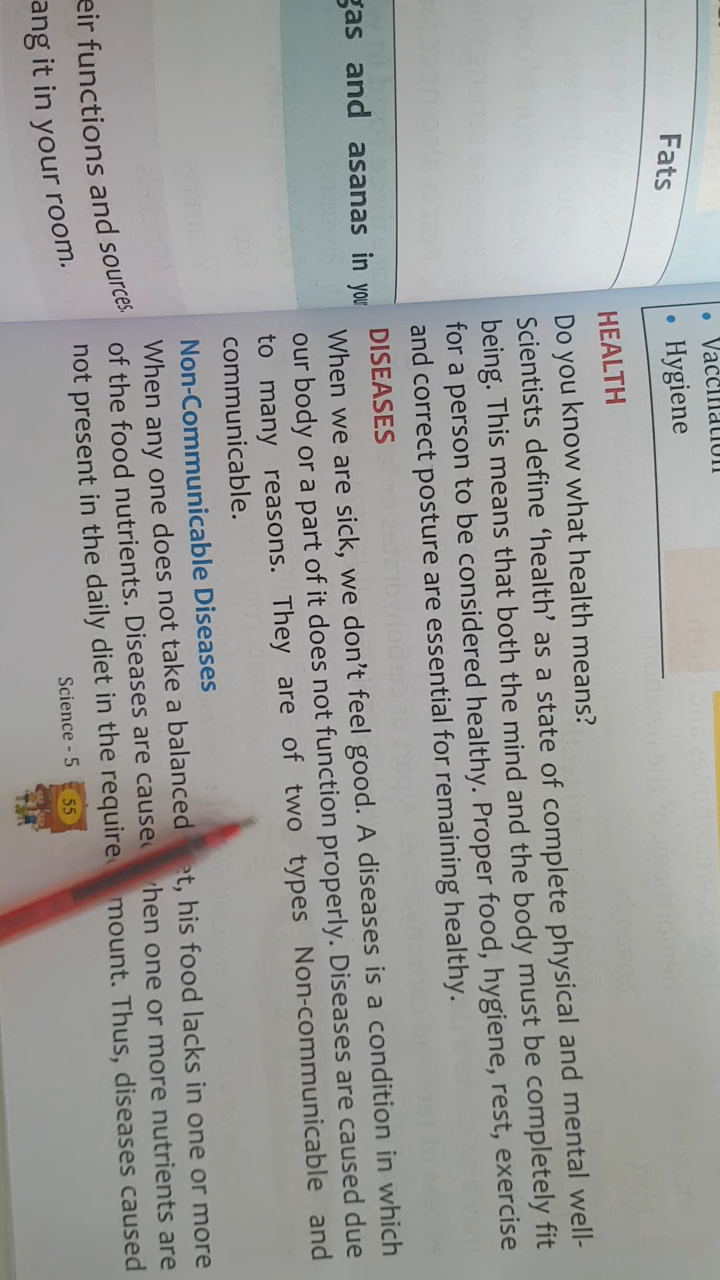 Fats
gas and asanas in your
eir functions and sources.
ang it in your room.
• Vaccination
• Hygiene
HEALTH
Do you know what health means?
Scientists define ‘health’ as a state of complete physical and mental well-
being. This means that both the mind and the body must be completely fit
for a person to be considered healthy. Proper food, hygiene, rest, exercise
and correct posture are essential for remaining healthy.
DISEASES
When we are sick, we don’t feel good. A diseases is a condition in which
our body or a part of it does not function properly. Diseases are caused due
to many reasons. They are of two types Non-communicable and
communicable.
Non-Communicable Diseases
When any one does not take a balanced et, his food lacks in one or more
of the food nutrients. Diseases are cause hen one or more nutrients are
not present in the daily diet in the require mount. Thus, diseases caused
Science - 5 55